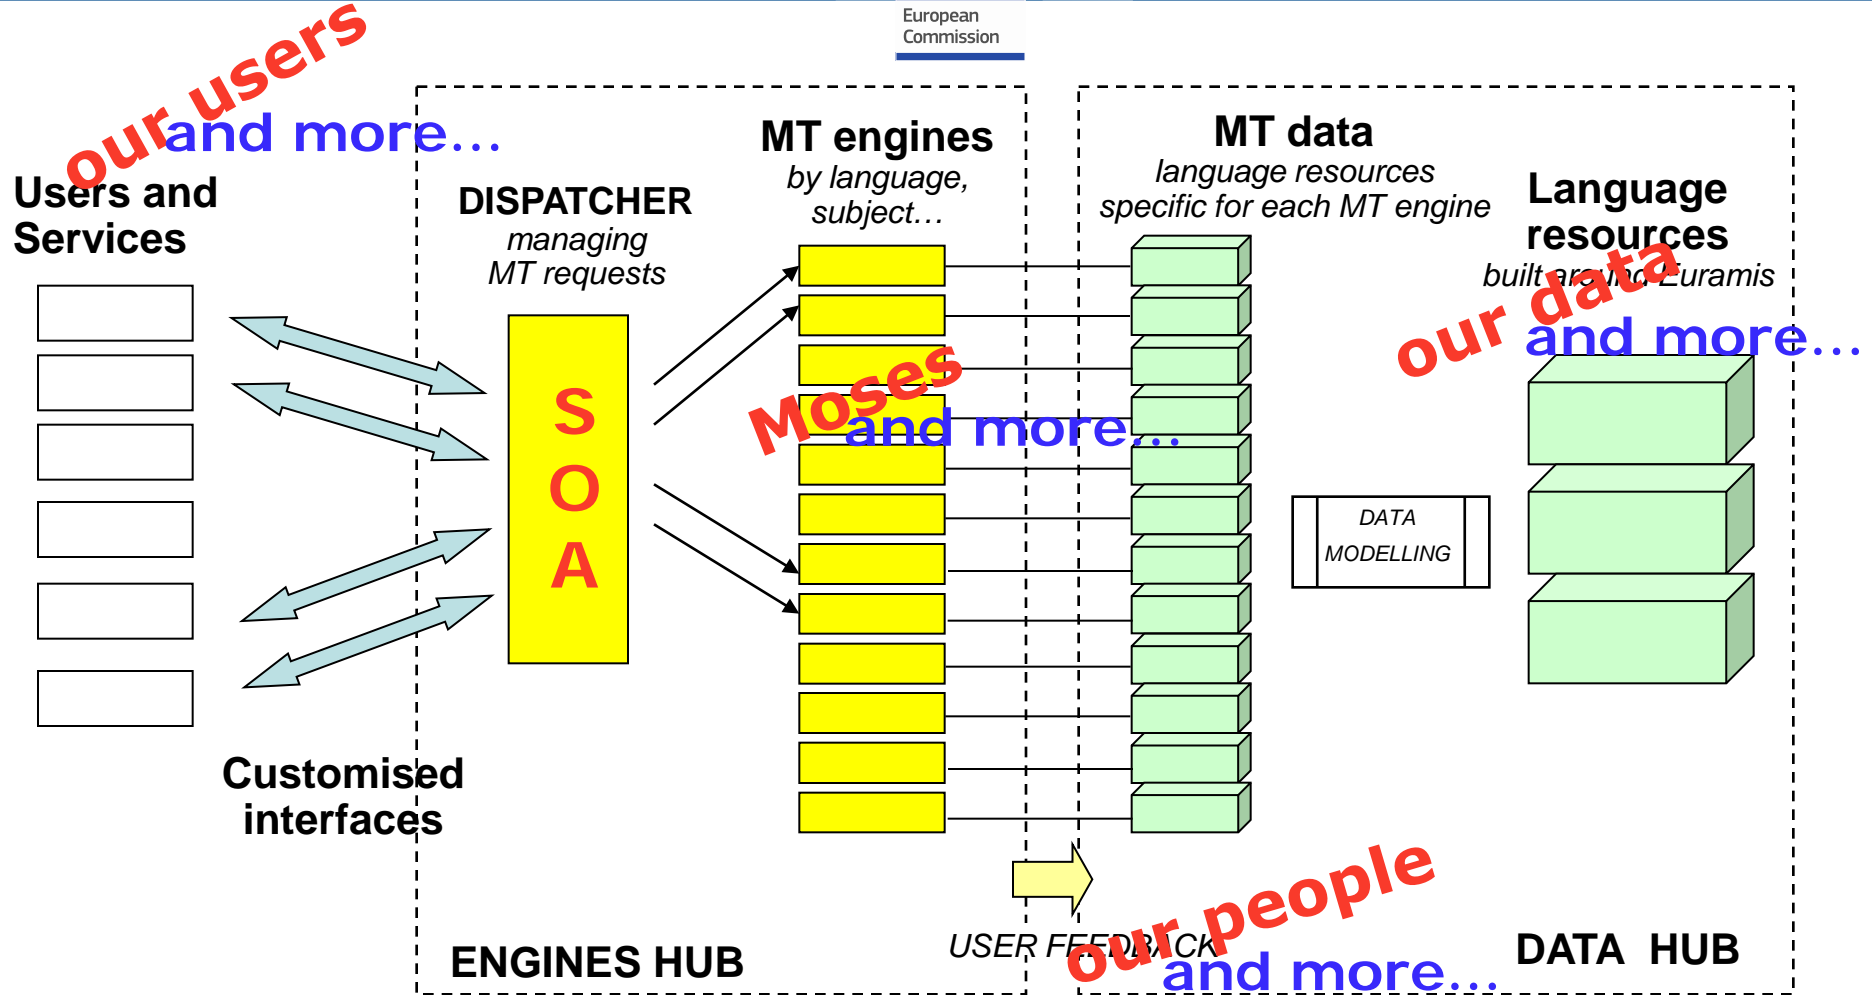 European
Commission
our users
and more...
Users and
Services
DISPATCHER
managing
MT requests
MT engines
by language,
subject…
MT data
language resources
specific for each MT engine
Language
resources
built around Euramis
our data
and more...
S
O
A
Moses
and more...
DATA
MODELLING
Customised
interfaces
ENGINES HUB
USER FEEDBACK
our people
and more...
DATA HUB